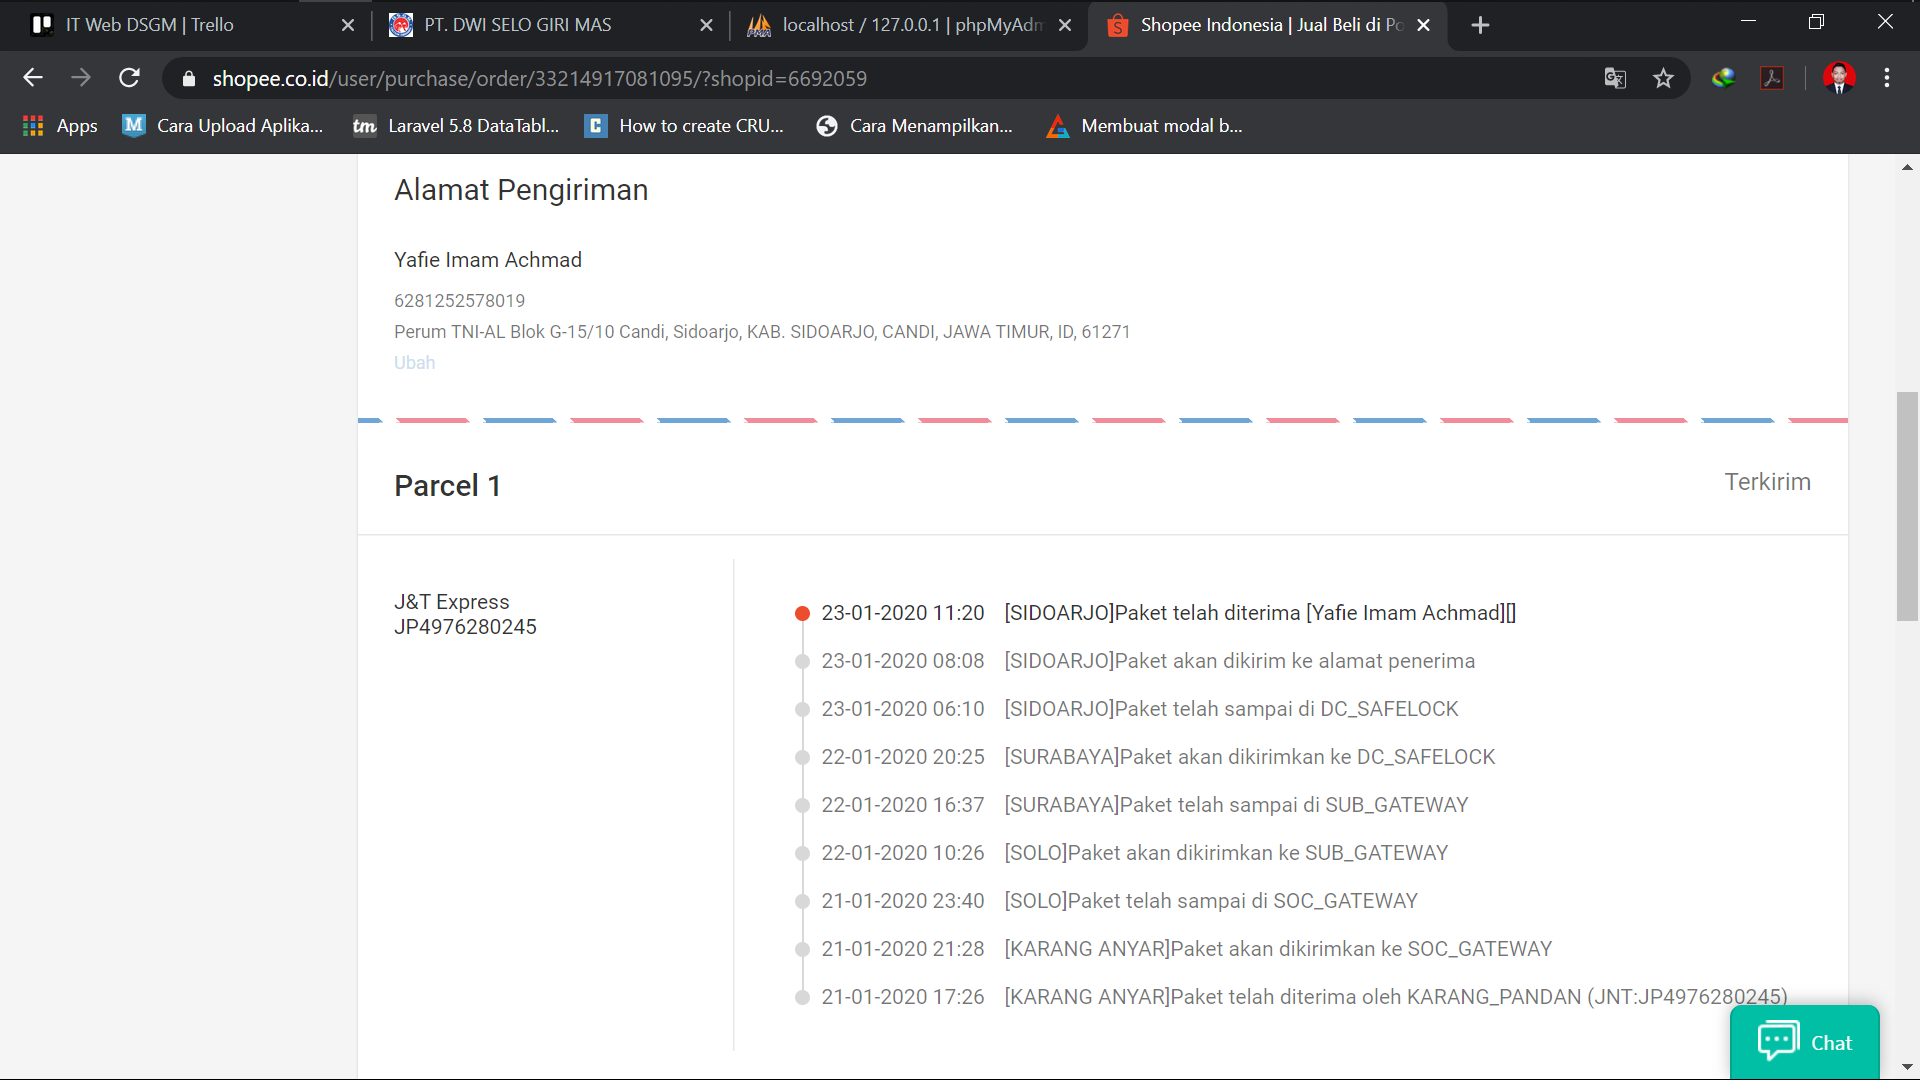 IT Web DSGM | Trello
PT. DWI SELO GIRI MAS
localhost / 127.0.0.1 | phpMyAdm
Shopee Indonesia | Jual Beli di Po
shopee.co.id/user/purchase/order/33214917081095/?shopid=6692059
Apps
Cara Upload Aplika...
tm Laravel 5.8 DataTabl...
How to create CRU...
Cara Menampilkan...
Membuat modal b...
Alamat Pengiriman
Yafie Imam Achmad
6281252578019
Perum TNI-AL Blok G-15/10 Candi, Sidoarjo, KAB. SIDOARJO, CANDI, JAWA TIMUR, ID, 61271
Ubah
Parcel 1
Terkirim
J&T Express
JP4976280245
23-01-2020 11:20 [SIDOARJO]Paket telah diterima [Yafie Imam Achmad][]
23-01-2020 08:08 [SIDOARJO]Paket akan dikirim ke alamat penerima
23-01-2020 06:10 [SIDOARJO]Paket telah sampai di DC_SAFELOCK
22-01-2020 20:25 [SURABAYA]Paket akan dikirimkan ke DC_SAFELOCK
22-01-2020 16:37 [SURABAYA]Paket telah sampai di SUB_GATEWAY
22-01-2020 10:26 [SOLO]Paket akan dikirimkan ke SUB_GATEWAY
21-01-2020 23:40 [SOLO]Paket telah sampai di SOC_GATEWAY
21-01-2020 21:28 [KARANG ANYAR]Paket akan dikirimkan ke SOC_GATEWAY
21-01-2020 17:26 [KARANG ANYAR]Paket telah diterima oleh KARANG_PANDAN (JNT:JP4976280245)
Chat